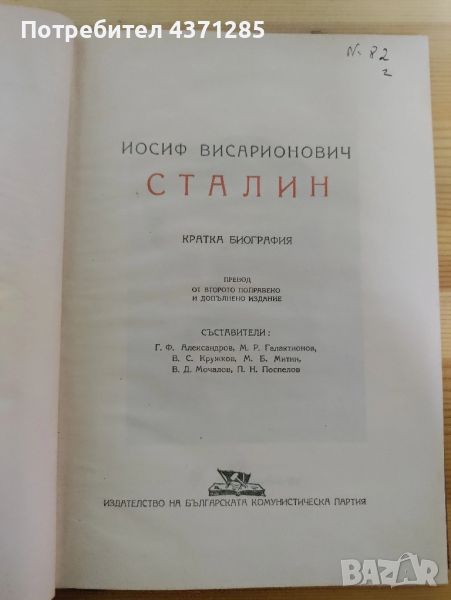 Потребител 4371285
N. 82
2
ИОСИФ ВИСАРИОНОВИЧ
СТАЛИН
КРАТКА БИОГРАФИЯ
ПРЕВОД
ОТ ВТОРОТО ПОПРАВЕНО
И ДОПЪЛНЕНО ИЗДАНИЕ
СЪСТАВИТЕЛИ:
Г. Ф. Александров, М. Р. Галактионов,
В. С. Кружков, М. Б. Митин,
В. Д. Мочалов, П. Н. Поспелов
ИЗДАТЕЛСТВО НА БЪЛГАРСКАТА КОМУНИСТИЧЕСКА ПАРТИЯ
BAZAR